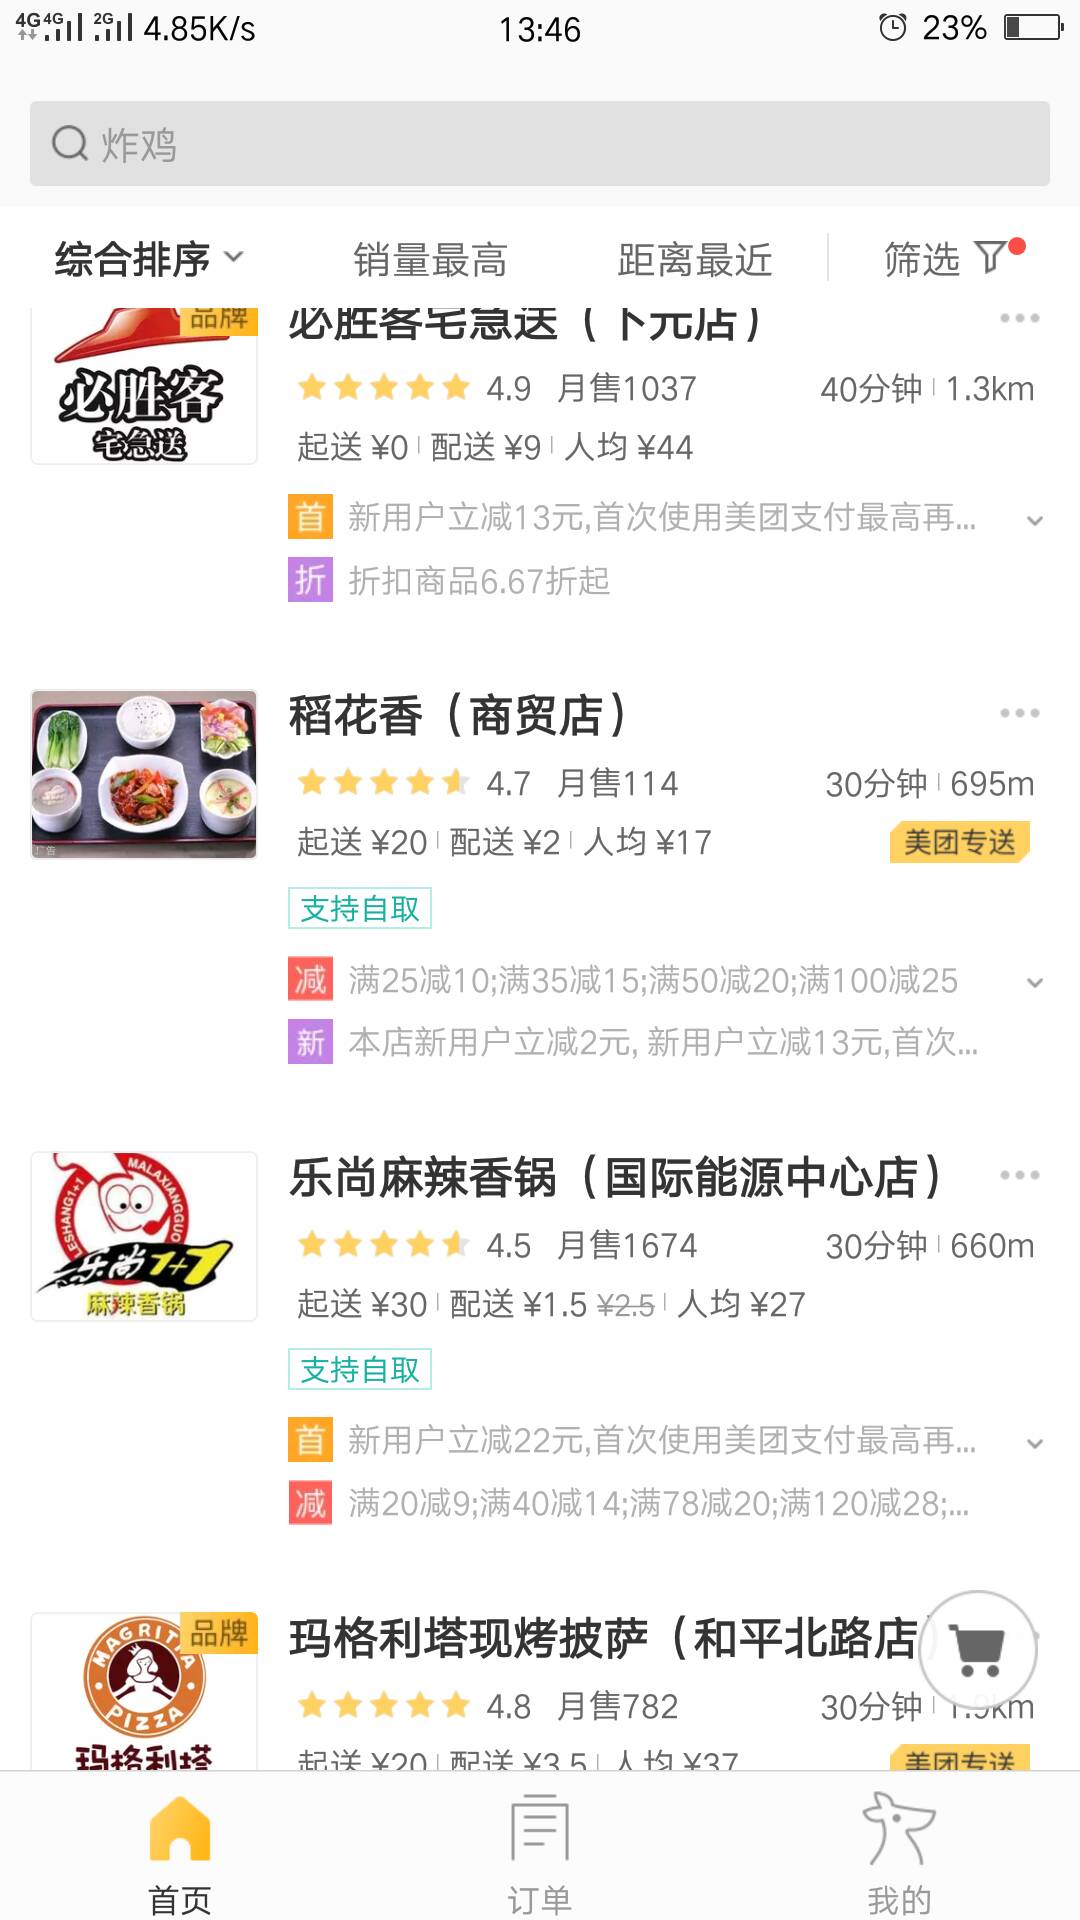 4G 4G 2G 4.85K/s 13:46 23%
炸鸡
综合排序 销量最高 距离最近 筛选
品牌
必胜客宅急送（下元店）
必胜客
宅急送
4.9 月售1037 40分钟 1.3km
起送 ¥0 配送 ¥9 人均 ¥44
首 新用户立减13元,首次使用美团支付最高再...
折 折扣商品6.67折起
稻花香（商贸店）
4.7 月售114 30分钟 695m
起送 ¥20 配送 ¥2 人均 ¥17 美团专送
广告
支持自取
减 满25减10;满35减15;满50减20;满100减25
新 本店新用户立减2元, 新用户立减13元,首次...
乐尚麻辣香锅（国际能源中心店）
LESHANG1+1 MALAXIANGGUO
乐尚1+1
麻辣香锅
4.5 月售1674 30分钟 660m
起送 ¥30 配送 ¥1.5 ¥2.5 人均 ¥27
支持自取
首 新用户立减22元,首次使用美团支付最高再...
减 满20减9;满40减14;满78减20;满120减28;...
品牌
玛格利塔现烤披萨（和平北路店）
MAGRITTA
PIZZA
玛格利塔
4.8 月售782 30分钟 1.9km
起送 ¥20 配送 ¥3.5 人均 ¥37 美团专送
首页 订单 我的